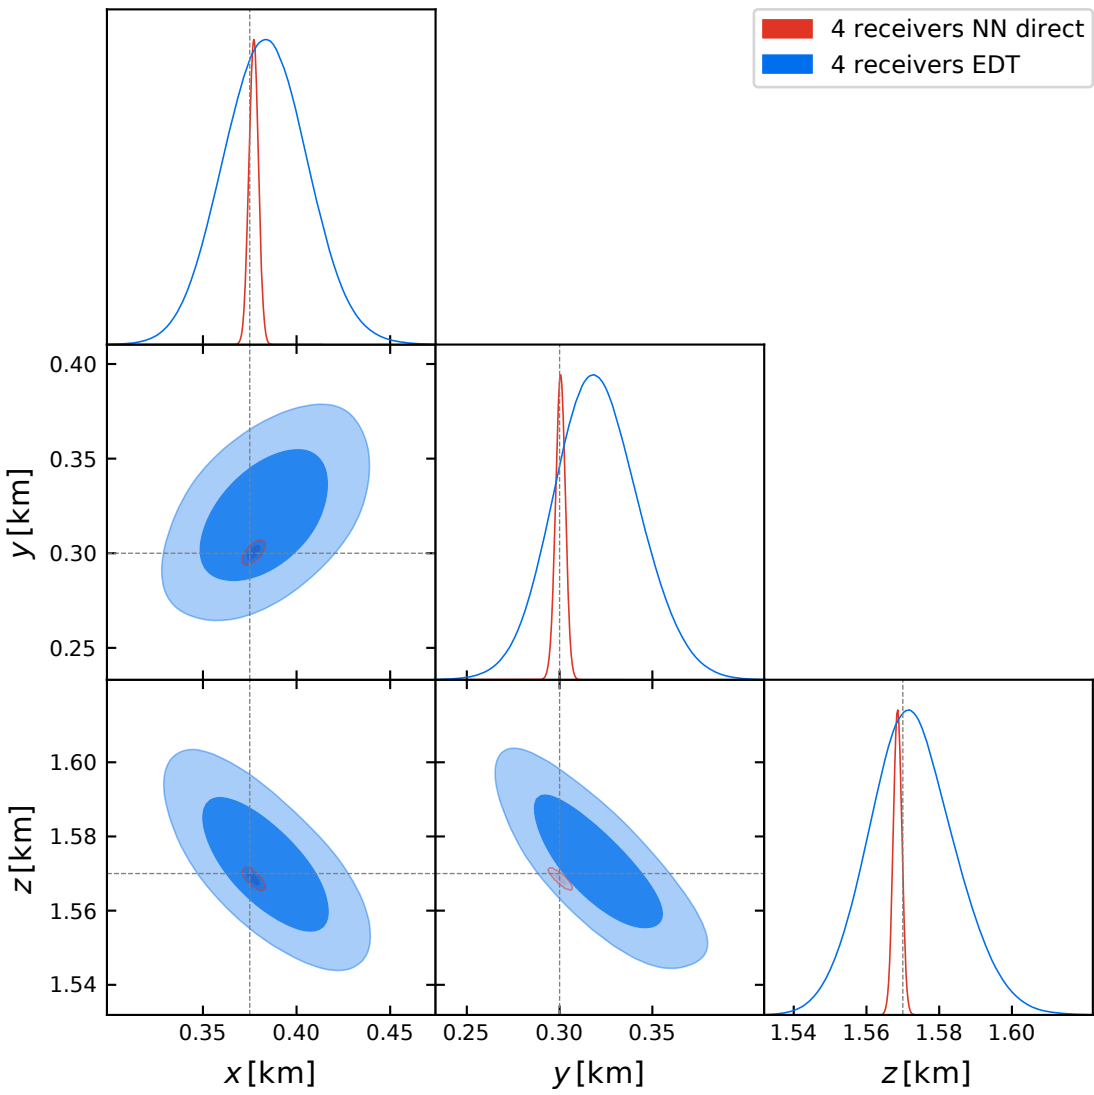 4 receivers NN direct
4 receivers EDT
0.40
0.35
0.30
0.25
y [km]
1.60
1.58
1.56
1.54
z [km]
0.35 0.40 0.45
0.25 0.30 0.35
1.54 1.56 1.58 1.60
x [km]
y [km]
z [km]